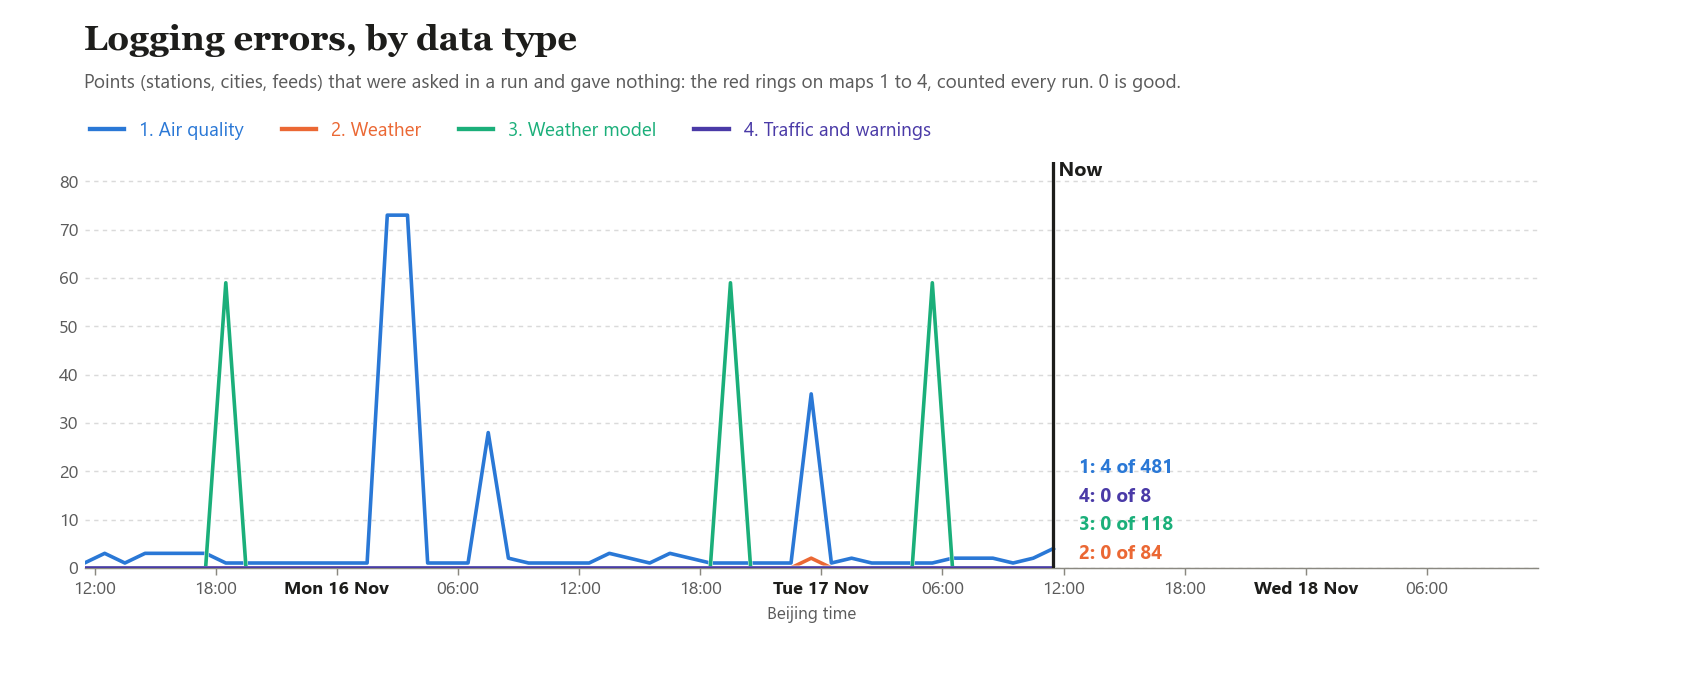 Logging errors, by data type
Points (stations, cities, feeds) that were asked in a run and gave nothing: the red rings on maps 1 to 4, counted every run. 0 is good.
1. Air quality 2. Weather 3. Weather model 4. Traffic and warnings
Now
80
70
60
50
40
30
20
10
0
1: 4 of 481
4: 0 of 8
3: 0 of 118
2: 0 of 84
12:00 18:00 Mon 16 Nov 06:00 12:00 18:00 Tue 17 Nov 06:00 12:00 18:00 Wed 18 Nov 06:00
Beijing time